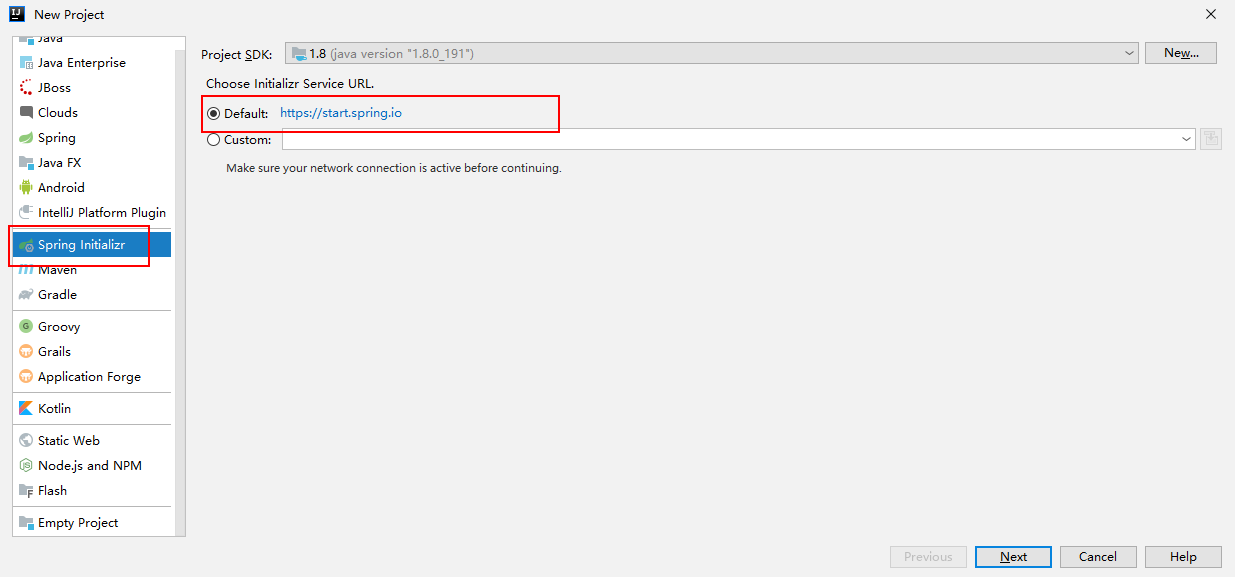 New Project
Java
Java Enterprise
JBoss
Clouds
Spring
Java FX
Android
IntelliJ Platform Plugin
Spring Initializr
Maven
Gradle
Groovy
Grails
Application Forge
Kotlin
Static Web
Node.js and NPM
Flash
Empty Project
Project SDK: 1.8 (java version "1.8.0_191") New...
Choose Initializr Service URL.
Default: https://start.spring.io
Custom:
Make sure your network connection is active before continuing.
Previous Next Cancel Help